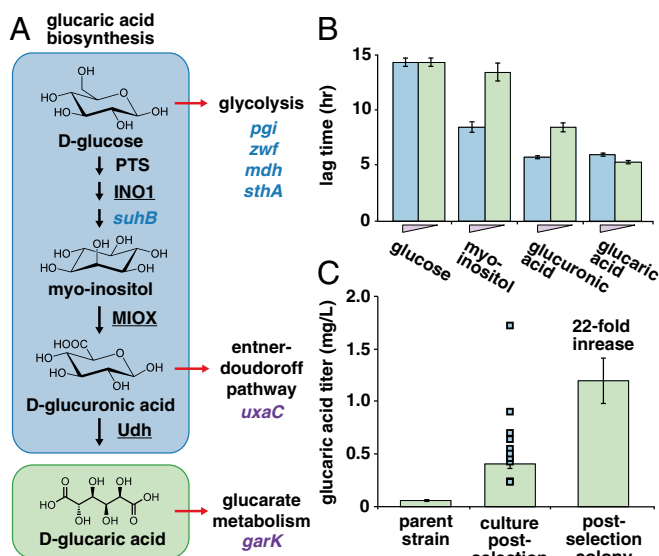 A
glucaric acid
biosynthesis
OH
HO
HO
OH
O
OH
D-glucose
glycolysis
pgi
zwf
mdh
sthA
PTS
INO1
suhB
OH
OH
OH
HO
HO
OH
myo-inositol
MIOX
HOOC
HO
HO
OH
O
OH
D-glucuronic acid
entner-
doudoroff
pathway
uxaC
Udh
O
OH
OH
OH
HO
OH
OH
O
D-glucaric acid
glucarate
metabolism
garK
B
lag time (hr)
15
10
5
0
glucose
myo-
inositol
glucuronic
acid
glucaric
acid
C
glucaric acid titer (mg/L)
2.0
1.5
1.0
0.5
0
22-fold
inrease
parent
strain
culture
post-
selection
post-
selection
colony